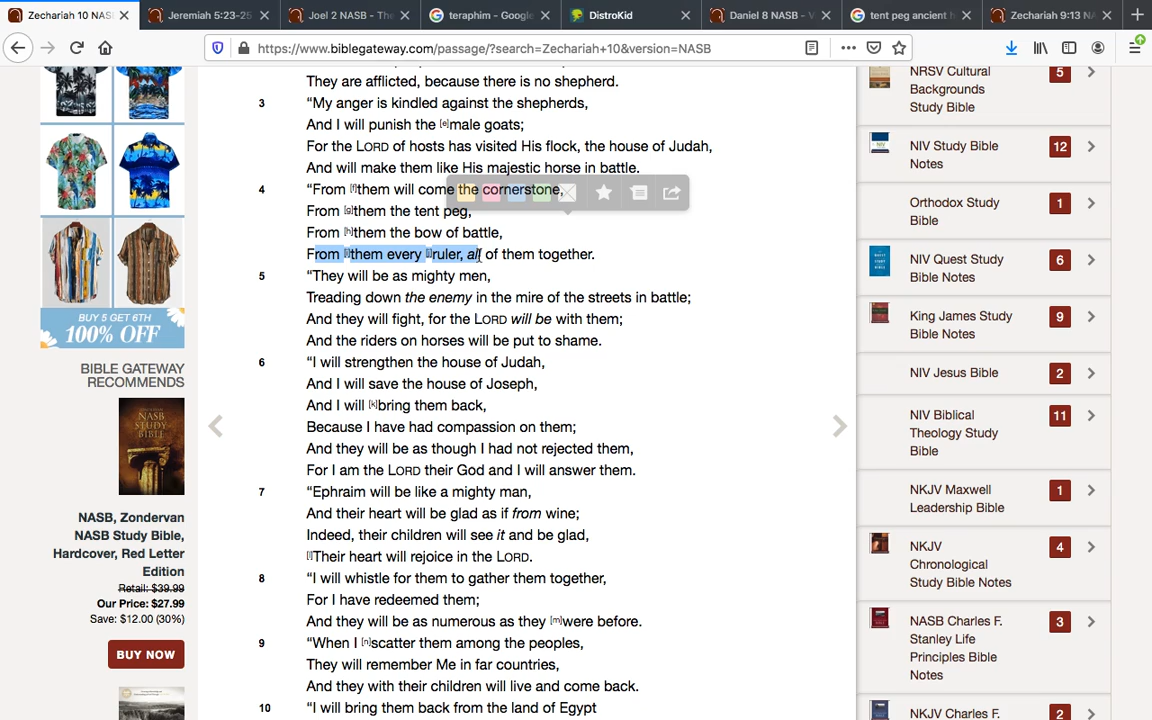 Zechariah 10 NAS
Jeremiah 5:23-25
Joel 2 NASB - The
teraphim - Google
DistroKid
Daniel 8 NASB - V
tent peg ancient h
Zechariah 9:13 NA
https://www.biblegateway.com/passage/?search=Zechariah+10&version=NASB
BUY 5 GET 6TH
100% OFF
BIBLE GATEWAY
RECOMMENDS
NASB
STUDY
BIBLE
NASB, Zondervan
NASB Study Bible,
Hardcover, Red Letter
Edition
Retail: $39.99
Our Price: $27.99
Save: $12.00 (30%)
BUY NOW
They are afflicted, because there is no shepherd.
3 “My anger is kindled against the shepherds,
And I will punish the [e]male goats;
For the LORD of hosts has visited His flock, the house of Judah,
And will make them like His majestic horse in battle.
4 “From [f]them will come the cornerstone,
From [g]them the tent peg,
From [h]them the bow of battle,
From [i]them every [j]ruler, all of them together.
5 “They will be as mighty men,
Treading down the enemy in the mire of the streets in battle;
And they will fight, for the LORD will be with them;
And the riders on horses will be put to shame.
6 “I will strengthen the house of Judah,
And I will save the house of Joseph,
And I will [k]bring them back,
Because I have had compassion on them;
And they will be as though I had not rejected them,
For I am the LORD their God and I will answer them.
7 “Ephraim will be like a mighty man,
And their heart will be glad as if from wine;
Indeed, their children will see it and be glad,
[l]Their heart will rejoice in the LORD.
8 “I will whistle for them to gather them together,
For I have redeemed them;
And they will be as numerous as they [m]were before.
9 “When I [n]scatter them among the peoples,
They will remember Me in far countries,
And they with their children will live and come back.
10 “I will bring them back from the land of Egypt
NRSV Cultural
Backgrounds
Study Bible
5
NIV Study Bible
Notes
12
Orthodox Study
Bible
1
NIV Quest Study
Bible Notes
6
King James Study
Bible Notes
9
NIV Jesus Bible
2
NIV Biblical
Theology Study
Bible
11
NKJV Maxwell
Leadership Bible
1
NKJV
Chronological
Study Bible Notes
4
NASB Charles F.
Stanley Life
Principles Bible
Notes
3
NKJV Charles F.
2